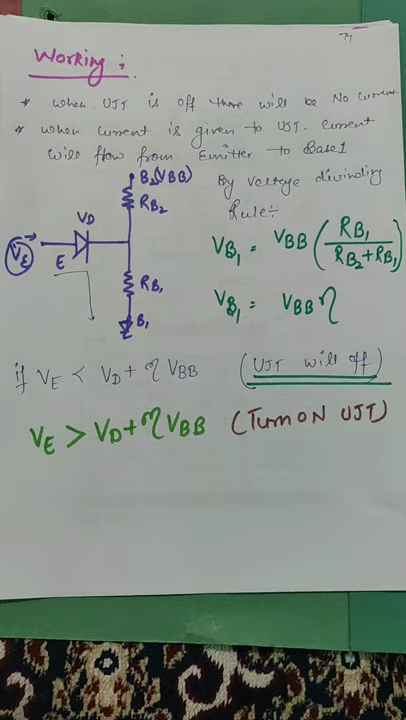 Working :
* When UJT is off there will be No current
* when current is given to UJT. current
will flow from Emitter to Base1
B2(VBB)
By voltage dividing
Rule÷
RB2
VD
VE
E
VB1 = VBB (RB1 / RB2+RB1)
RB1
VB1 = VBB η
B1
if VE < VD + η VBB (UJT will off)
VE > VD + η VBB (Turn ON UJT)